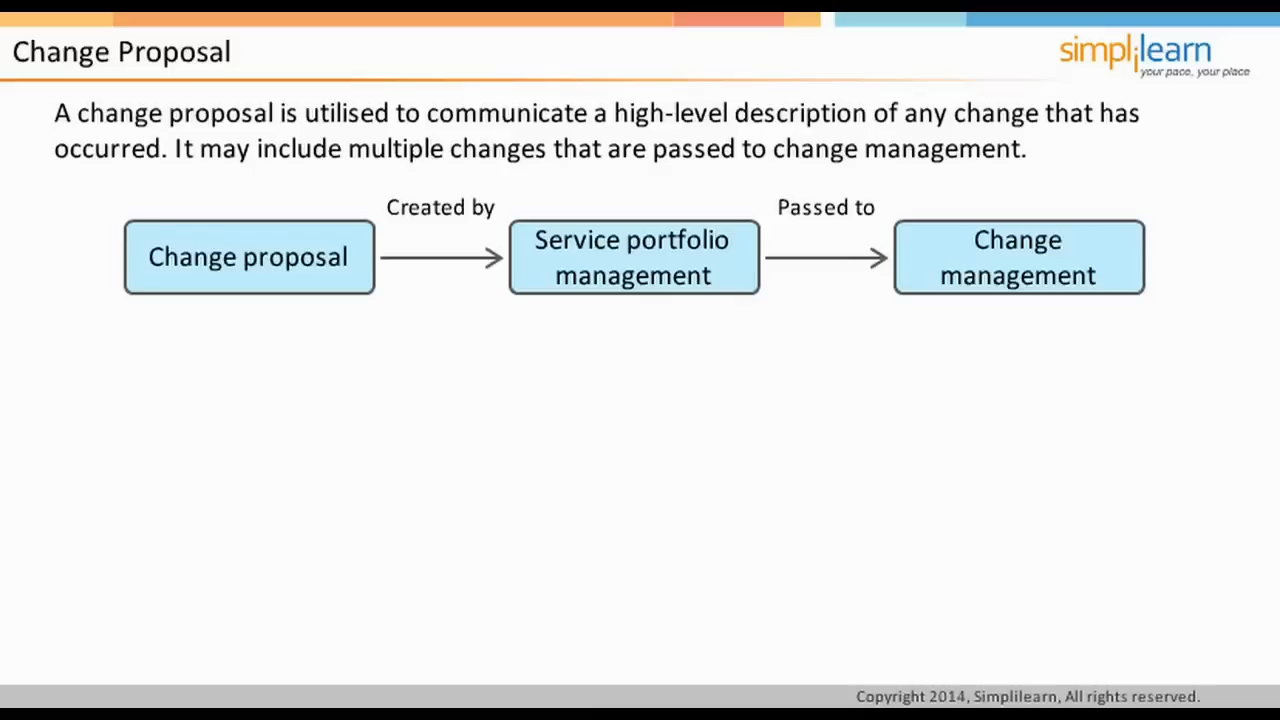 Change Proposal
simplilearn
your pace, your place
A change proposal is utilised to communicate a high-level description of any change that has
occurred. It may include multiple changes that are passed to change management.
Created by
Passed to
Change proposal
Service portfolio
management
Change
management
Copyright 2014, Simplilearn, All rights reserved.